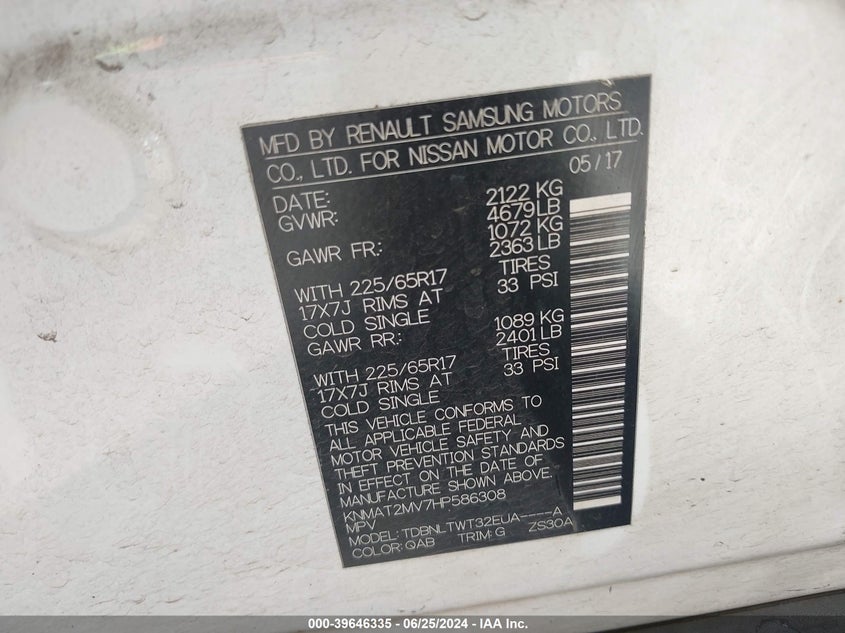 MFD BY RENAULT SAMSUNG MOTORS
CO., LTD. FOR NISSAN MOTOR CO., LTD.
DATE: 05/17
GVWR: 2122 KG
4679 LB
GAWR FR.: 1072 KG
2363 LB
WITH 225/65R17 TIRES
17X7J RIMS AT 33 PSI
COLD SINGLE
GAWR RR.: 1089 KG
2401 LB
WITH 225/65R17 TIRES
17X7J RIMS AT 33 PSI
COLD SINGLE
THIS VEHICLE CONFORMS TO
ALL APPLICABLE FEDERAL
MOTOR VEHICLE SAFETY AND
THEFT PREVENTION STANDARDS
IN EFFECT ON THE DATE OF
MANUFACTURE SHOWN ABOVE.
KNMAT2MV7HP586308
MPV
MODEL: TDBNLTWT32EUA----A
COLOR: QAB TRIM: G ZS30A
000-39646335 - 06/25/2024 - IAA Inc.